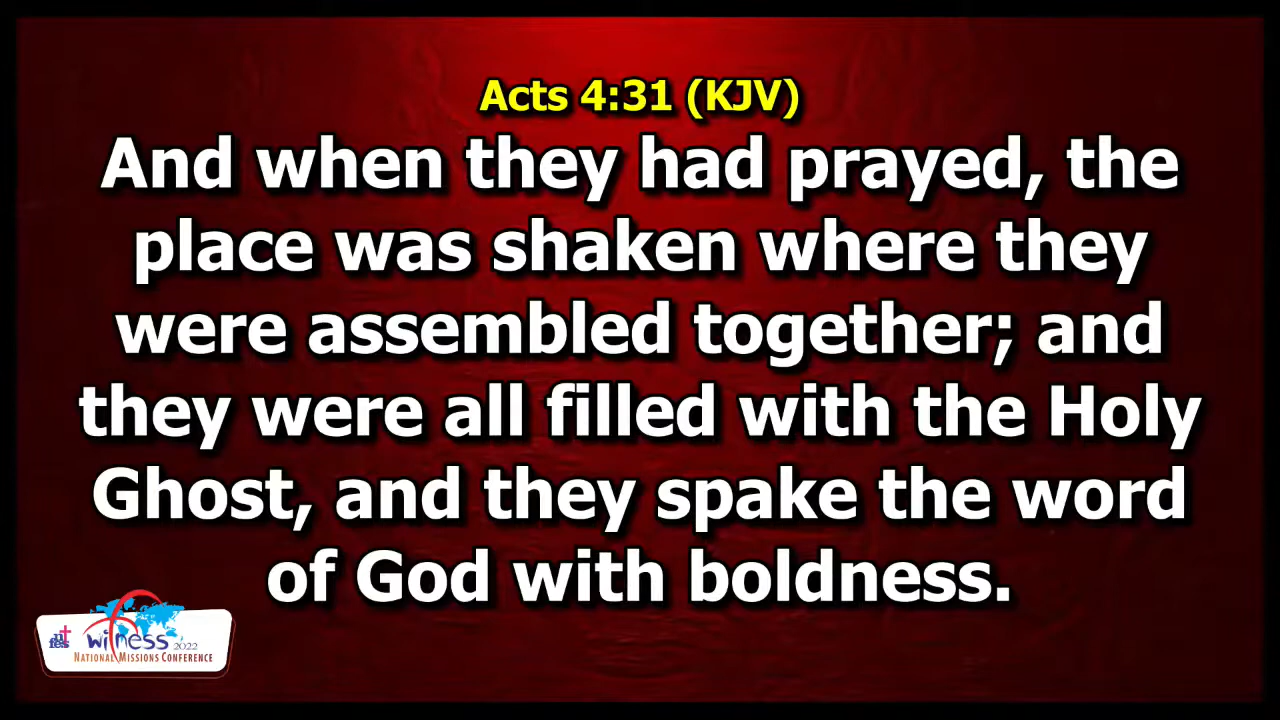 Acts 4:31 (KJV)
And when they had prayed, the
place was shaken where they
were assembled together; and
they were all filled with the Holy
Ghost, and they spake the word
of God with boldness.
fes
witness 2022
NATIONAL MISSIONS CONFERENCE